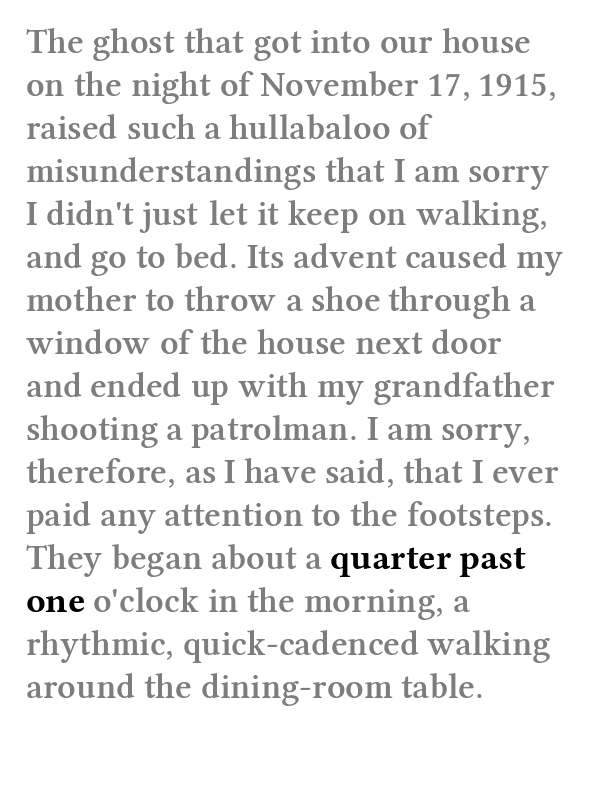 The ghost that got into our house
on the night of November 17, 1915,
raised such a hullabaloo of
misunderstandings that I am sorry
I didn't just let it keep on walking,
and go to bed. Its advent caused my
mother to throw a shoe through a
window of the house next door
and ended up with my grandfather
shooting a patrolman. I am sorry,
therefore, as I have said, that I ever
paid any attention to the footsteps.
They began about a quarter past
one o'clock in the morning, a
rhythmic, quick-cadenced walking
around the dining-room table.